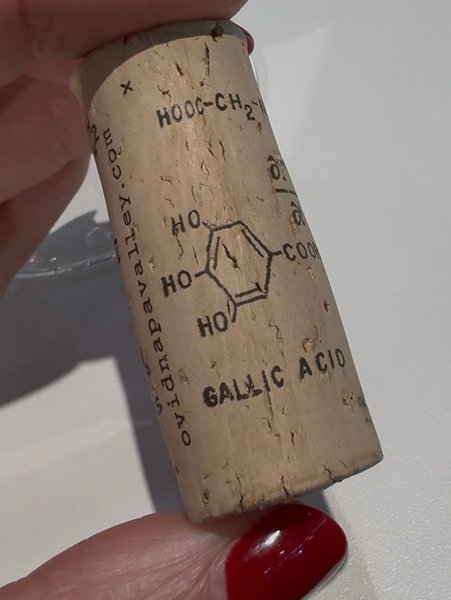 x
HOOC-CH2-
HO
HO
COO
HO
GALLIC ACID
ovidnapavalley.com